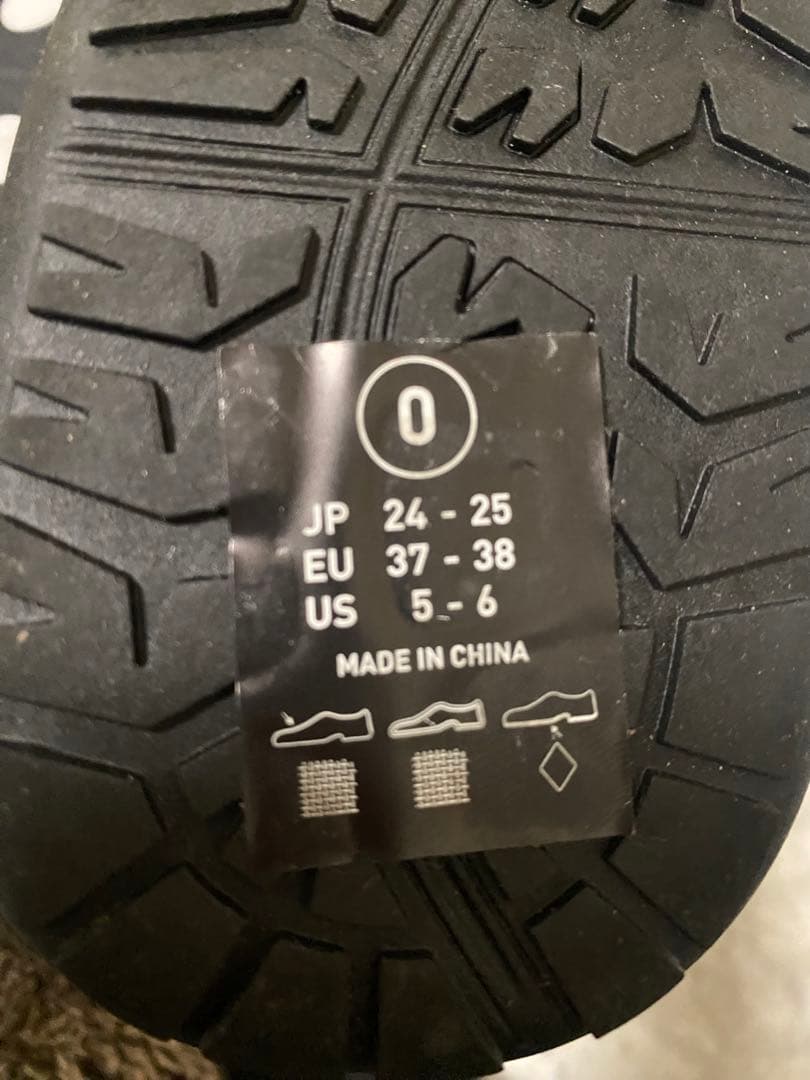 0
JP 24 - 25
EU 37 - 38
US 5 - 6
MADE IN CHINA